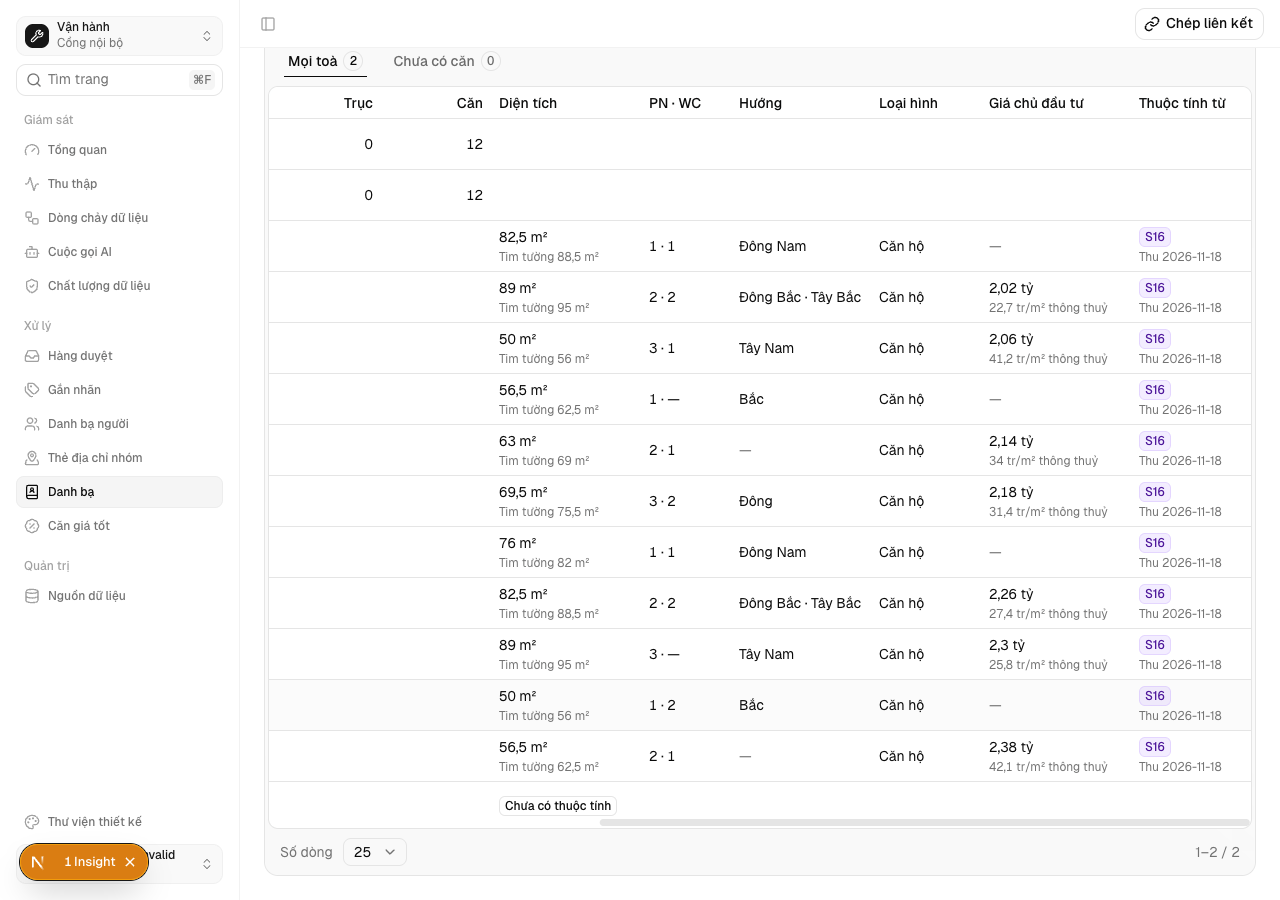 Vận hành
Cổng nội bộ
Chép liên kết
Tìm trang
⌘F
Giám sát
Tổng quan
Thu thập
Dòng chảy dữ liệu
Cuộc gọi AI
Chất lượng dữ liệu
Xử lý
Hàng duyệt
Gắn nhãn
Danh bạ người
Thẻ địa chỉ nhóm
Danh bạ
Căn giá tốt
Quản trị
Nguồn dữ liệu
Thư viện thiết kế
1 Insight
Mọi toà 2 Chưa có căn 0
Trục Căn Diện tích PN · WC Hướng Loại hình Giá chủ đầu tư Thuộc tính từ
0 12
0 12
82,5 m² 1 · 1 Đông Nam Căn hộ — S16
Tim tường 88,5 m² Thu 2026-11-18
89 m² 2 · 2 Đông Bắc · Tây Bắc Căn hộ 2,02 tỷ S16
Tim tường 95 m² 22,7 tr/m² thông thuỷ Thu 2026-11-18
50 m² 3 · 1 Tây Nam Căn hộ 2,06 tỷ S16
Tim tường 56 m² 41,2 tr/m² thông thuỷ Thu 2026-11-18
56,5 m² 1 · — Bắc Căn hộ — S16
Tim tường 62,5 m² Thu 2026-11-18
63 m² 2 · 1 — Căn hộ 2,14 tỷ S16
Tim tường 69 m² 34 tr/m² thông thuỷ Thu 2026-11-18
69,5 m² 3 · 2 Đông Căn hộ 2,18 tỷ S16
Tim tường 75,5 m² 31,4 tr/m² thông thuỷ Thu 2026-11-18
76 m² 1 · 1 Đông Nam Căn hộ — S16
Tim tường 82 m² Thu 2026-11-18
82,5 m² 2 · 2 Đông Bắc · Tây Bắc Căn hộ 2,26 tỷ S16
Tim tường 88,5 m² 27,4 tr/m² thông thuỷ Thu 2026-11-18
89 m² 3 · — Tây Nam Căn hộ 2,3 tỷ S16
Tim tường 95 m² 25,8 tr/m² thông thuỷ Thu 2026-11-18
50 m² 1 · 2 Bắc Căn hộ — S16
Tim tường 56 m² Thu 2026-11-18
56,5 m² 2 · 1 — Căn hộ 2,38 tỷ S16
Tim tường 62,5 m² 42,1 tr/m² thông thuỷ Thu 2026-11-18
Chưa có thuộc tính
Số dòng 25 1–2 / 2